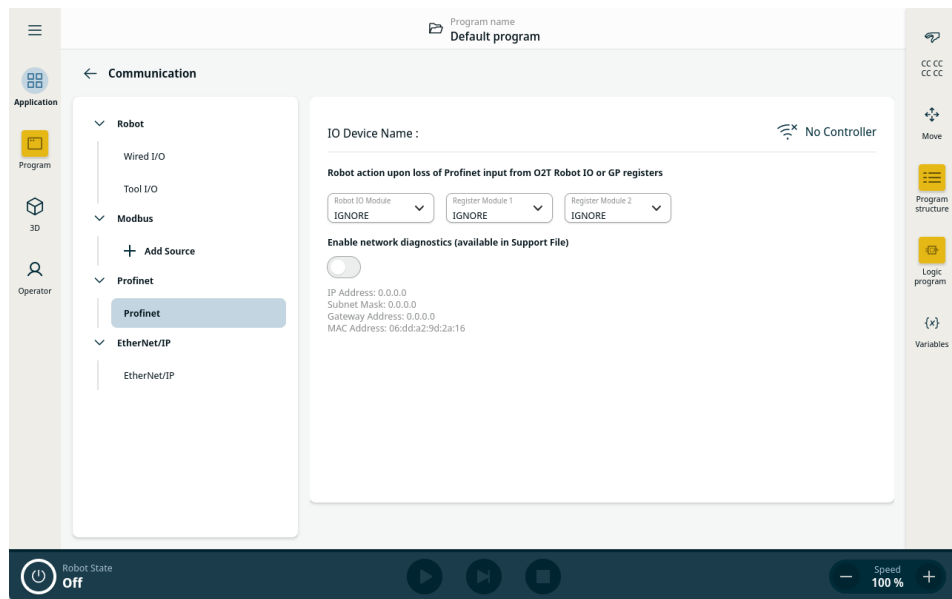 Program name
Default program
Communication
Application
Program
3D
Operator
Robot
Wired I/O
Tool I/O
Modbus
Add Source
Profinet
Profinet
EtherNet/IP
EtherNet/IP
IO Device Name :
No Controller
Robot action upon loss of Profinet input from O2T Robot IO or GP registers
Robot IO Module
IGNORE
Register Module 1
IGNORE
Register Module 2
IGNORE
Enable network diagnostics (available in Support File)
IP Address: 0.0.0.0
Subnet Mask: 0.0.0.0
Gateway Address: 0.0.0.0
MAC Address: 06:dd:a2:9d:2a:16
CC CC
CC CC
Move
Program
structure
Logic
program
{x}
Variables
Robot State
Off
Speed
100 %